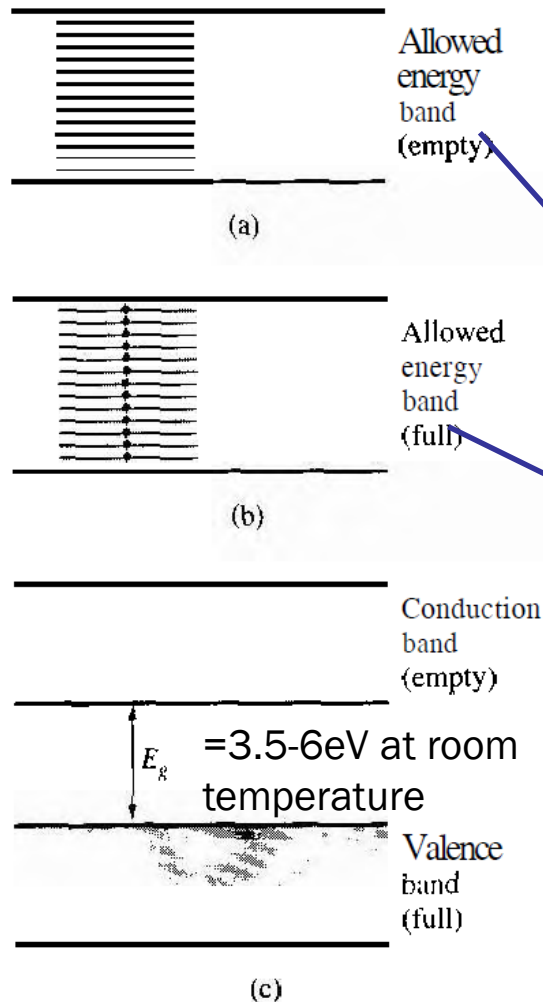 Allowed
energy
band
(empty)
(a)
Allowed
energy
band
(full)
(b)
Conduction
band
(empty)
E_g
=3.5-6eV at room
temperature
Valence
band
(full)
(c)